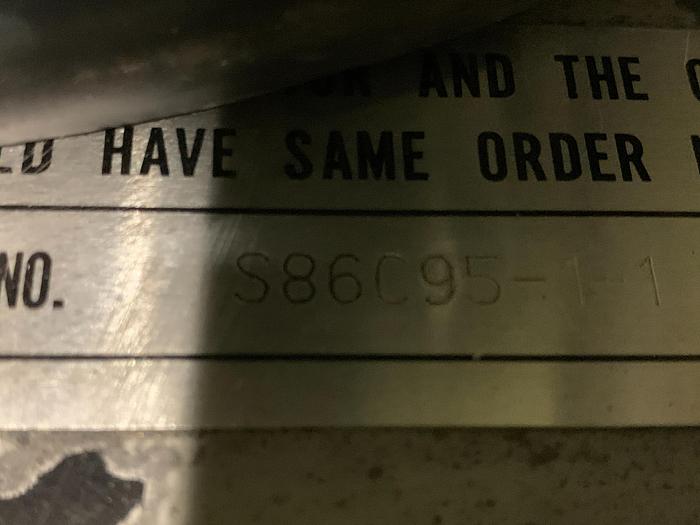 AND THE
HAVE SAME ORDER
NO. S86C95-1-1